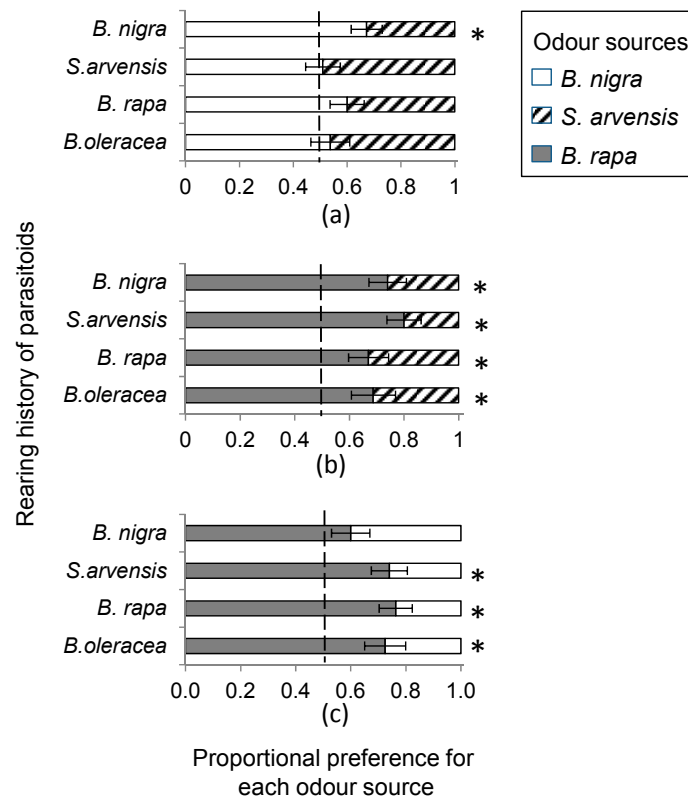 B. nigra
*
S.arvensis
B. rapa
B.oleracea
0 0.2 0.4 0.6 0.8 1
(a)
Odour sources
B. nigra
S. arvensis
B. rapa
Rearing history of parasitoids
B. nigra
*
S.arvensis
*
B. rapa
*
B.oleracea
*
0 0.2 0.4 0.6 0.8 1
(b)
B. nigra
S.arvensis
*
B. rapa
*
B.oleracea
*
0.0 0.2 0.4 0.6 0.8 1.0
(c)
Proportional preference for
each odour source